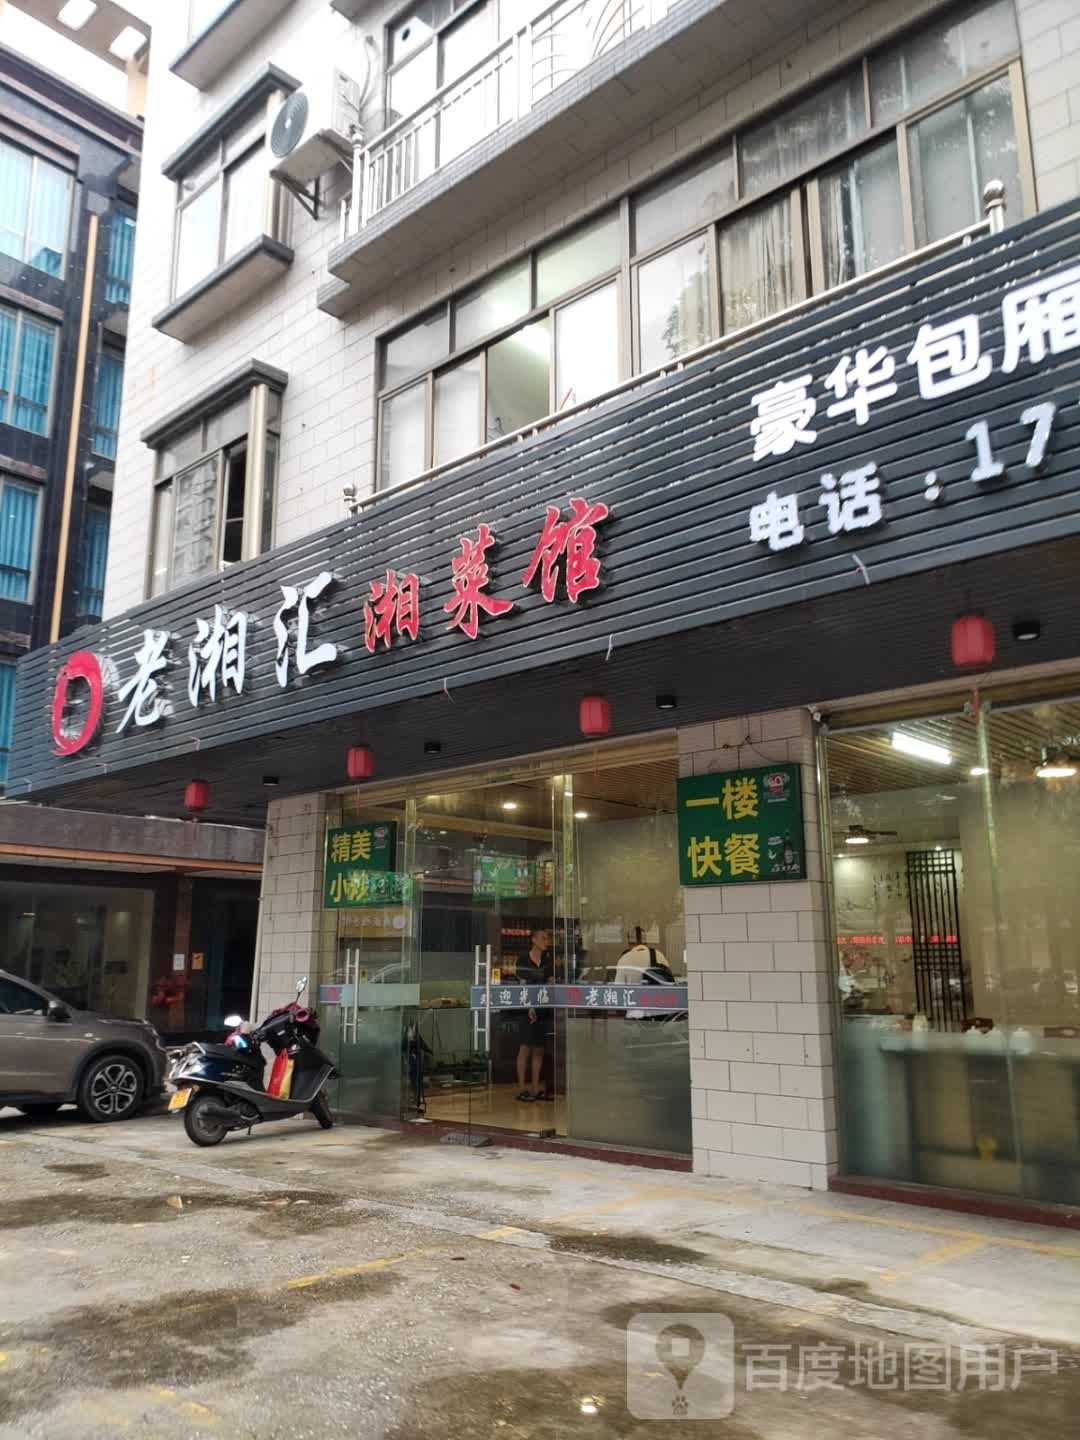 老湘汇 湘菜馆
豪华包厢
电话:17
精美
小炒
一楼
快餐
欢迎光临 老湘汇
百度地图用户